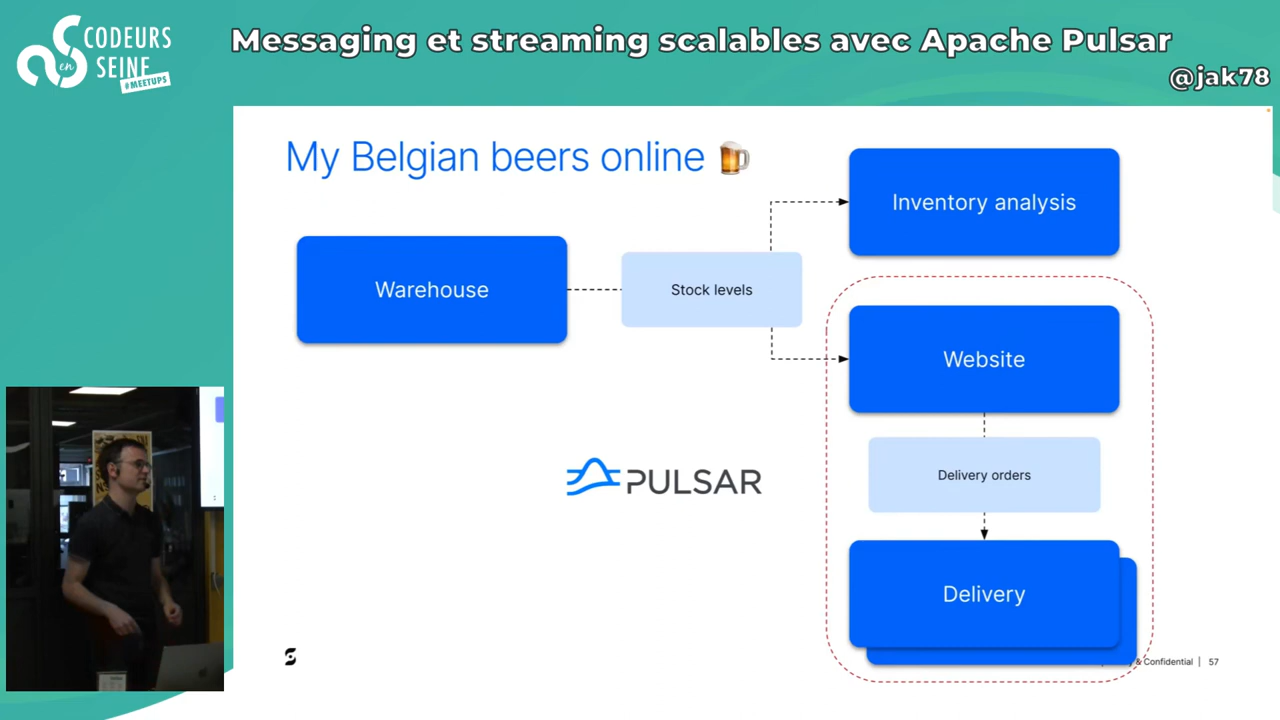 CODEURS
en
SEINE
#MEETUPS
Messaging et streaming scalables avec Apache Pulsar
@jak78
My Belgian beers online
Inventory analysis
Warehouse
Stock levels
Website
PULSAR
Delivery orders
Delivery
& Confidential | 57